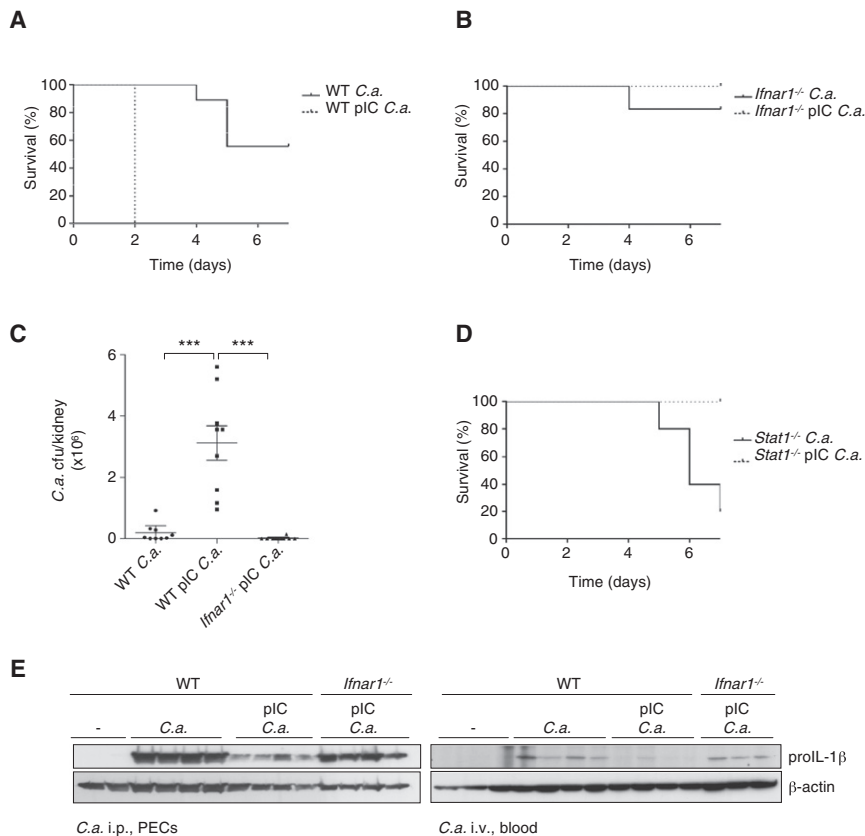 A
Survival (%)
100
80
60
40
20
0
0 2 4 6
Time (days)
WT C.a.
WT pIC C.a.
B
Survival (%)
100
80
60
40
20
0
0 2 4 6
Time (days)
Ifnar1-/- C.a.
Ifnar1-/- pIC C.a.
C
C.a. cfu/kidney
(x10⁶)
6
4
2
0
*** ***
WT C.a.
WT pIC C.a.
Ifnar1-/- pIC C.a.
D
Survival (%)
100
80
60
40
20
0
0 2 4 6
Time (days)
Stat1-/- C.a.
Stat1-/- pIC C.a.
E
WT Ifnar1-/- WT Ifnar1-/-
pIC pIC pIC pIC
- C.a. C.a. C.a. - C.a. C.a. C.a.
proIL-1β
β-actin
C.a. i.p., PECs C.a. i.v., blood